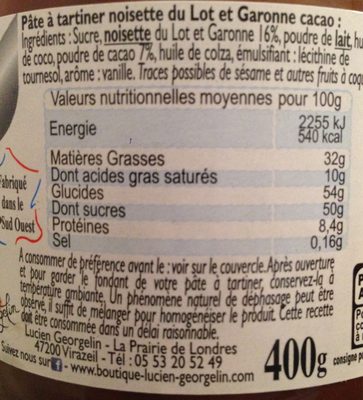 Pâte à tartiner noisette du Lot et Garonne cacao :
Ingrédients : Sucre, noisette du Lot et Garonne 16%, poudre de lait, hu
de coco, poudre de cacao 7%, huile de colza, émulsifiant : lécithine de
tournesol, arôme : vanille. Traces possibles de sésame et autres fruits à coq
Valeurs nutritionnelles moyennes pour 100g
Energie 2255 kJ
540 kcal
Matières Grasses 32g
Dont acides gras saturés 10g
Glucides 54g
Dont sucres 50g
Protéines 8,4g
Sel 0,16g
Fabriqué
dans le
Sud Ouest
A consommer de préférence avant le : voir sur le couvercle. Après ouverture
et pour garder le fondant de votre pâte à tartiner, conservez-la à
température ambiante. Un phénomène naturel de déphasage peut être
observé, il suffit de mélanger pour homogénéiser le produit. Cette recette
doit être consommée dans un délai raisonnable.
Lucien Georgelin - La Prairie de Londres
47200 Virazeil - Tél : 05 53 20 52 49
Suivez nous sur f - www.boutique-lucien-georgelin.com
400g
consigne p